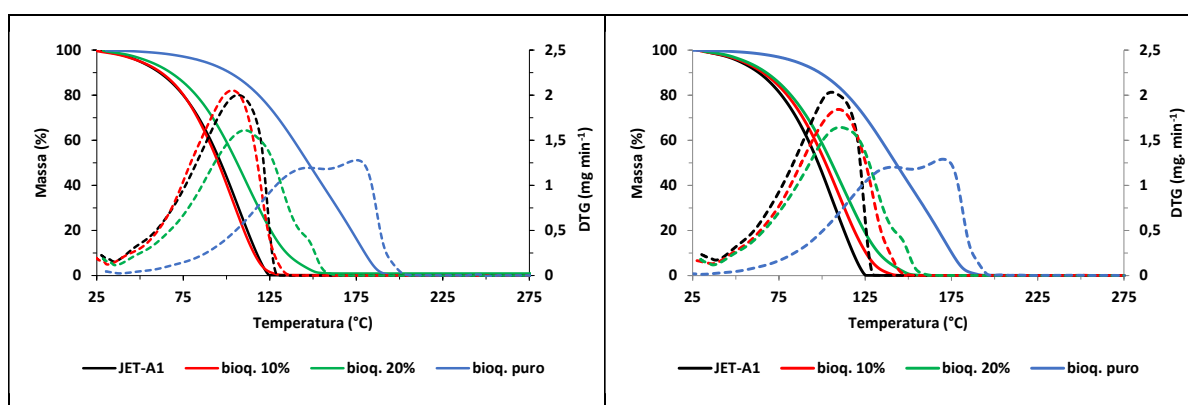 100
80
60
40
20
0
Massa (%)
2,5
2
1,5
1
0,5
0
DTG (mg min⁻¹)
25 75 125 175 225 275
Temperatura (°C)
JET-A1 bioq. 10% bioq. 20% bioq. puro
100
80
60
40
20
0
Massa (%)
2,5
2
1,5
1
0,5
0
DTG (mg. min⁻¹)
25 75 125 175 225 275
Temperatura (°C)
JET-A1 bioq. 10% bioq. 20% bioq. puro